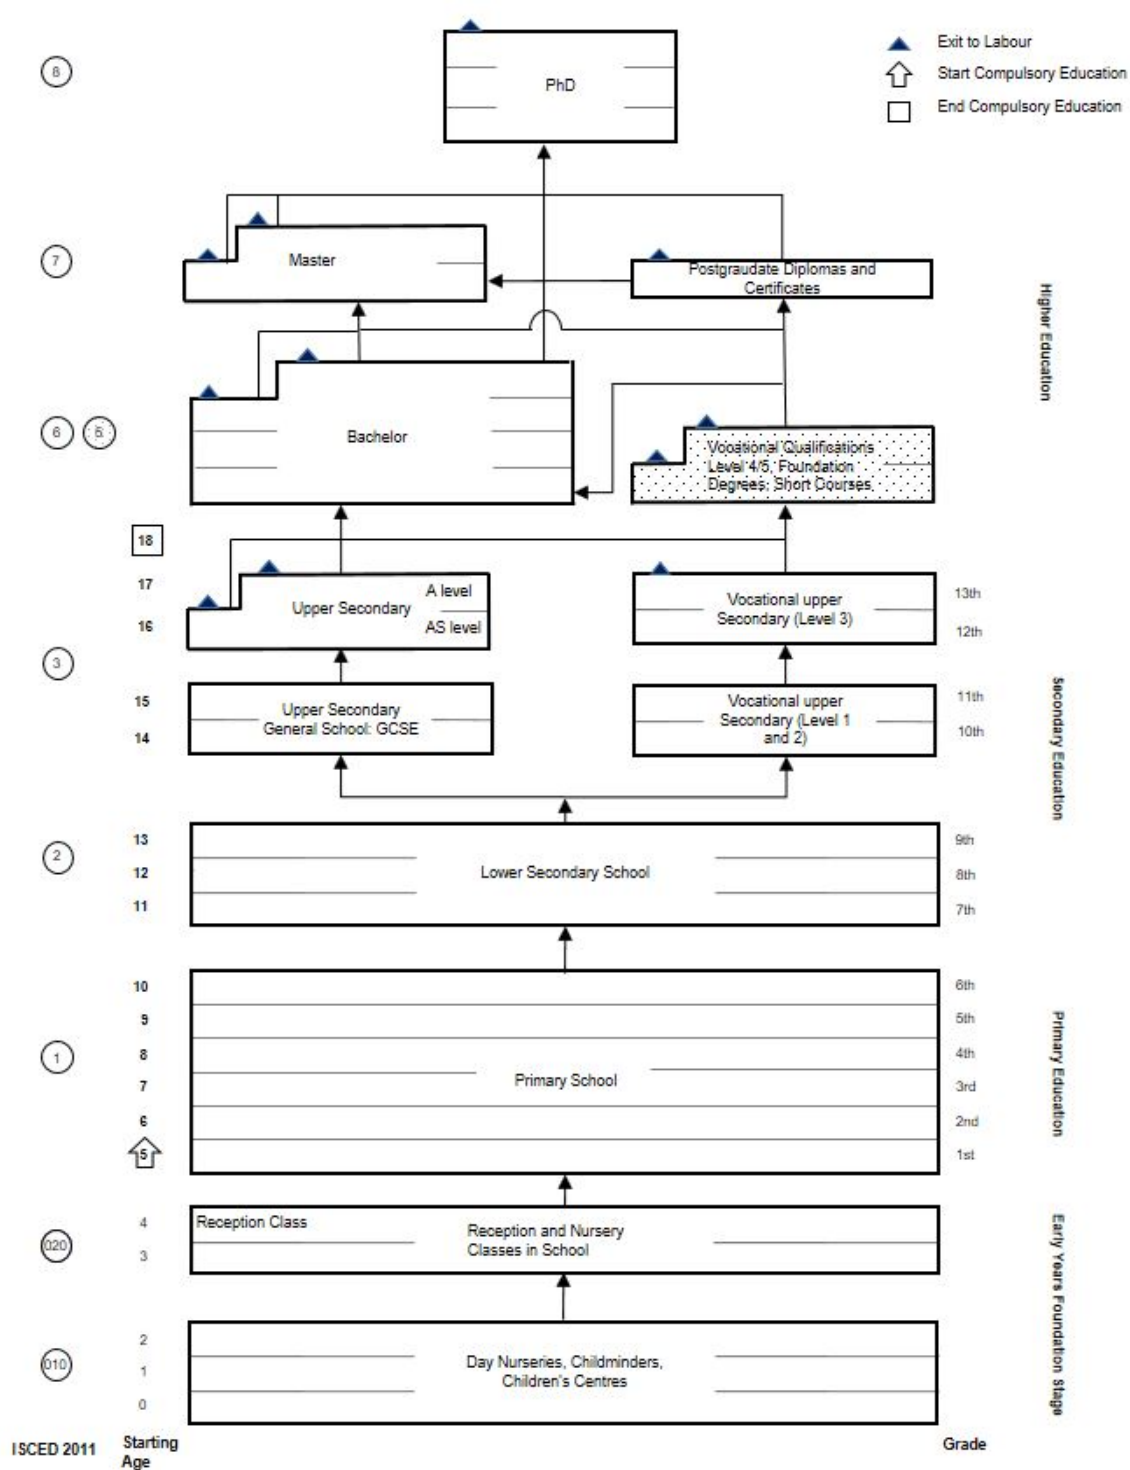 Exit to Labour
Start Compulsory Education
End Compulsory Education
8
PhD
7
Master
Postgraudate Diplomas and
Certificates
Higher Education
6
5
Bachelor
Vocational Qualifications
Level 4/5, Foundation
Degrees; Short Courses
18
17
A level
Upper Secondary
16
AS level
Vocational upper
Secondary (Level 3)
13th
12th
3
15
14
Upper Secondary
General School: GCSE
Vocational upper
Secondary (Level 1
and 2)
11th
10th
Secondary Education
2
13
12
11
Lower Secondary School
9th
8th
7th
1
10
9
8
7
6
5
Primary School
6th
5th
4th
3rd
2nd
1st
Primary Education
020
4
3
Reception Class
Reception and Nursery
Classes in School
Early Years Foundation Stage
010
2
1
0
Day Nurseries, Childminders,
Children's Centres
ISCED 2011
Starting
Age
Grade